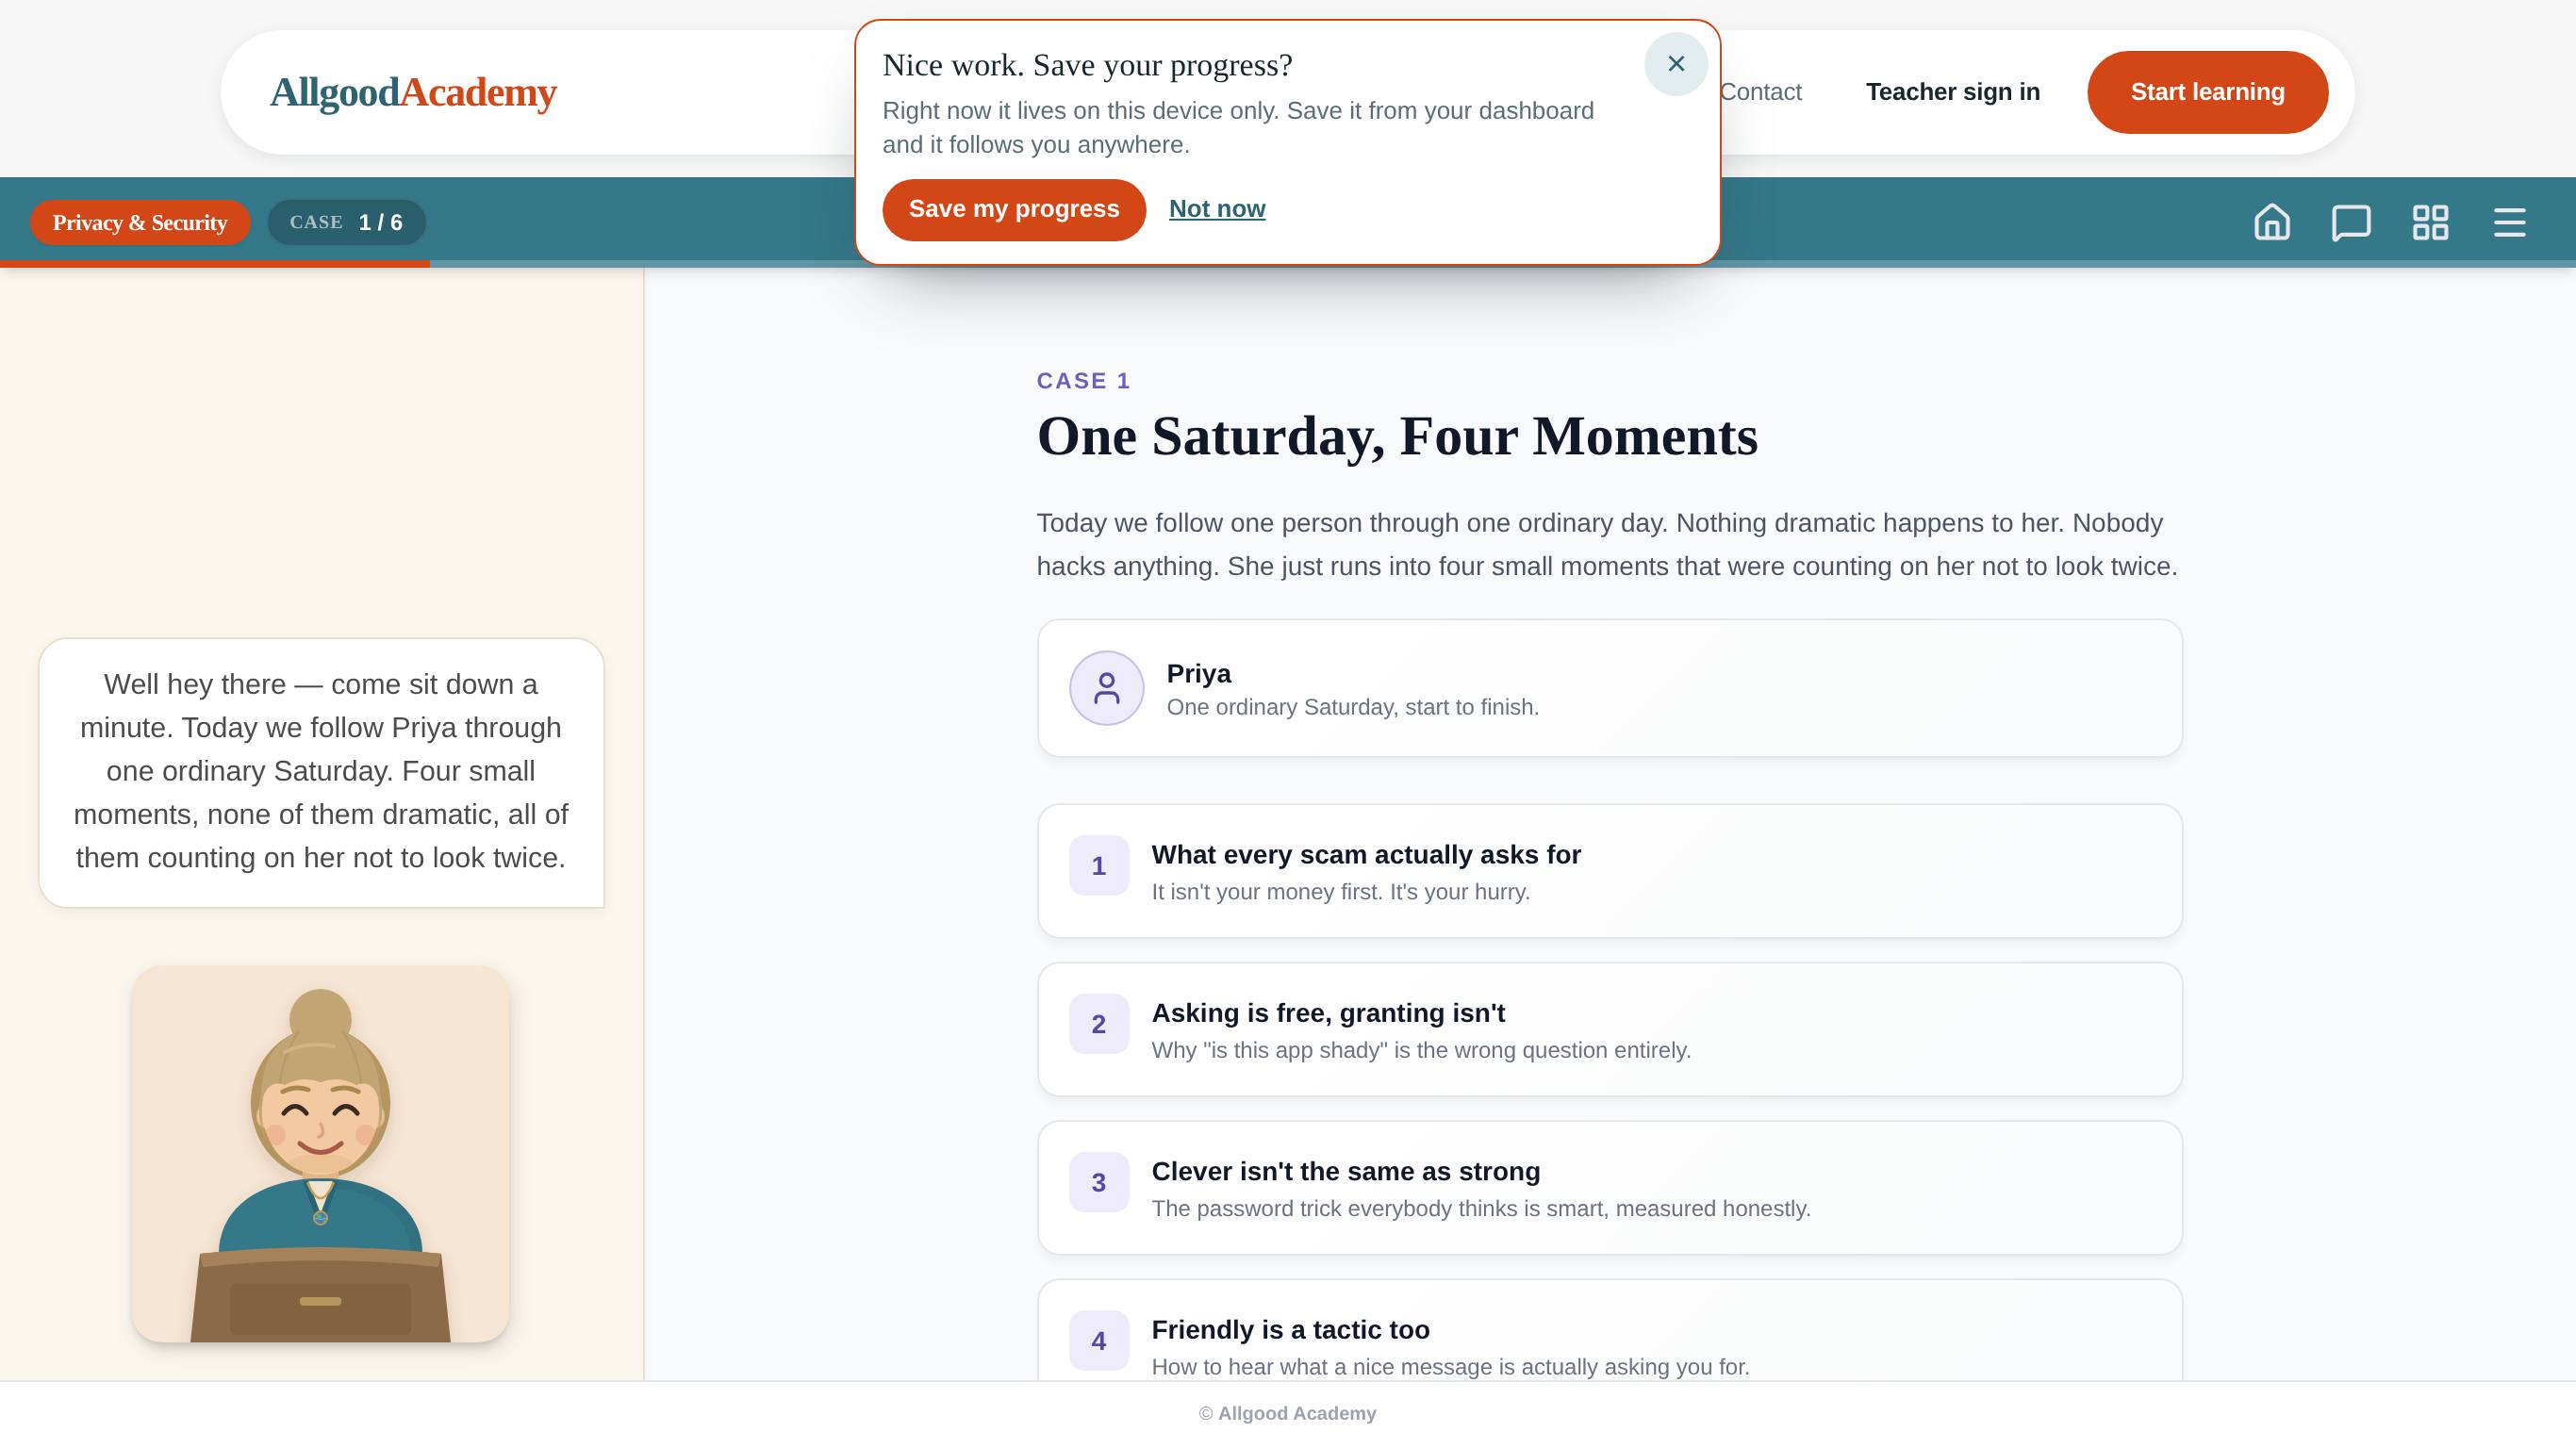 AllgoodAcademy
Nice work. Save your progress?
Right now it lives on this device only. Save it from your dashboard
and it follows you anywhere.
Save my progress
Not now
Contact
Teacher sign in
Start learning
Privacy & Security
CASE 1 / 6
Well hey there — come sit down a
minute. Today we follow Priya through
one ordinary Saturday. Four small
moments, none of them dramatic, all of
them counting on her not to look twice.
CASE 1
One Saturday, Four Moments
Today we follow one person through one ordinary day. Nothing dramatic happens to her. Nobody
hacks anything. She just runs into four small moments that were counting on her not to look twice.
Priya
One ordinary Saturday, start to finish.
1
What every scam actually asks for
It isn't your money first. It's your hurry.
2
Asking is free, granting isn't
Why "is this app shady" is the wrong question entirely.
3
Clever isn't the same as strong
The password trick everybody thinks is smart, measured honestly.
4
Friendly is a tactic too
How to hear what a nice message is actually asking you for.
© Allgood Academy